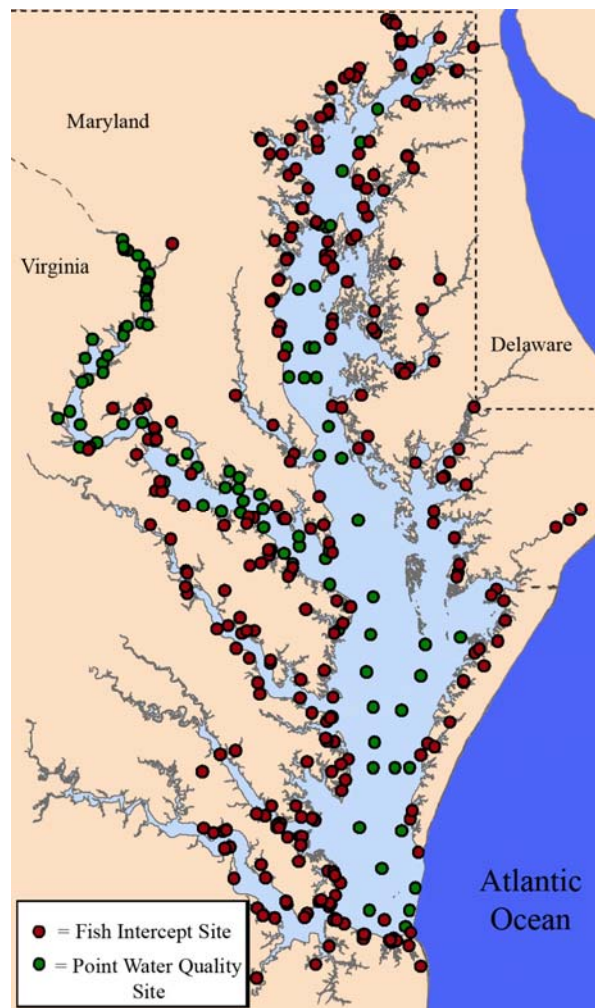 Maryland
Virginia
Delaware
Atlantic
Ocean
= Fish Intercept Site
= Point Water Quality
Site